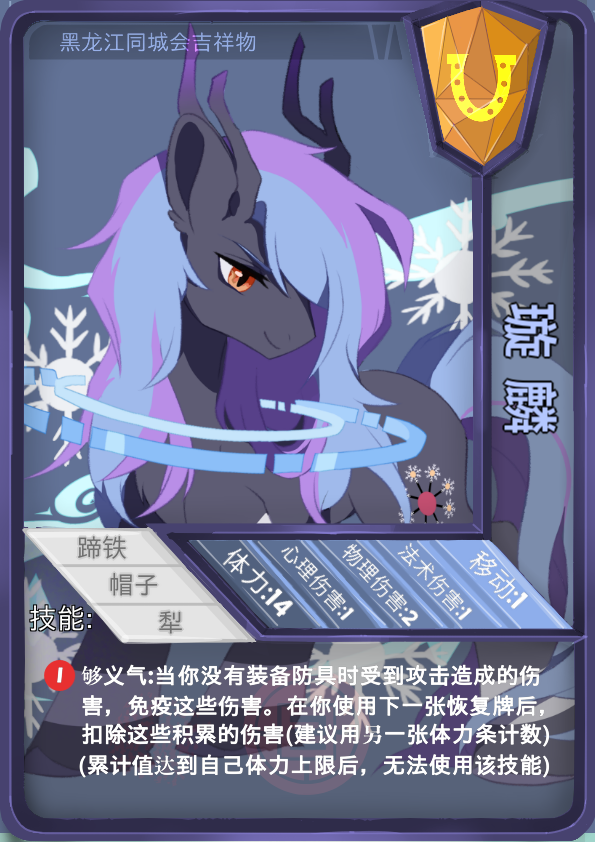 黑龙江同城会吉祥物
璇麟
蹄铁
帽子
犁
体力:14
心理伤害:1
物理伤害:2
法术伤害:1
移动:1
技能:
1 够义气:当你没有装备防具时受到攻击造成的伤
害，免疫这些伤害。在你使用下一张恢复牌后，
扣除这些积累的伤害(建议用另一张体力条计数)
(累计值达到自己体力上限后，无法使用该技能)